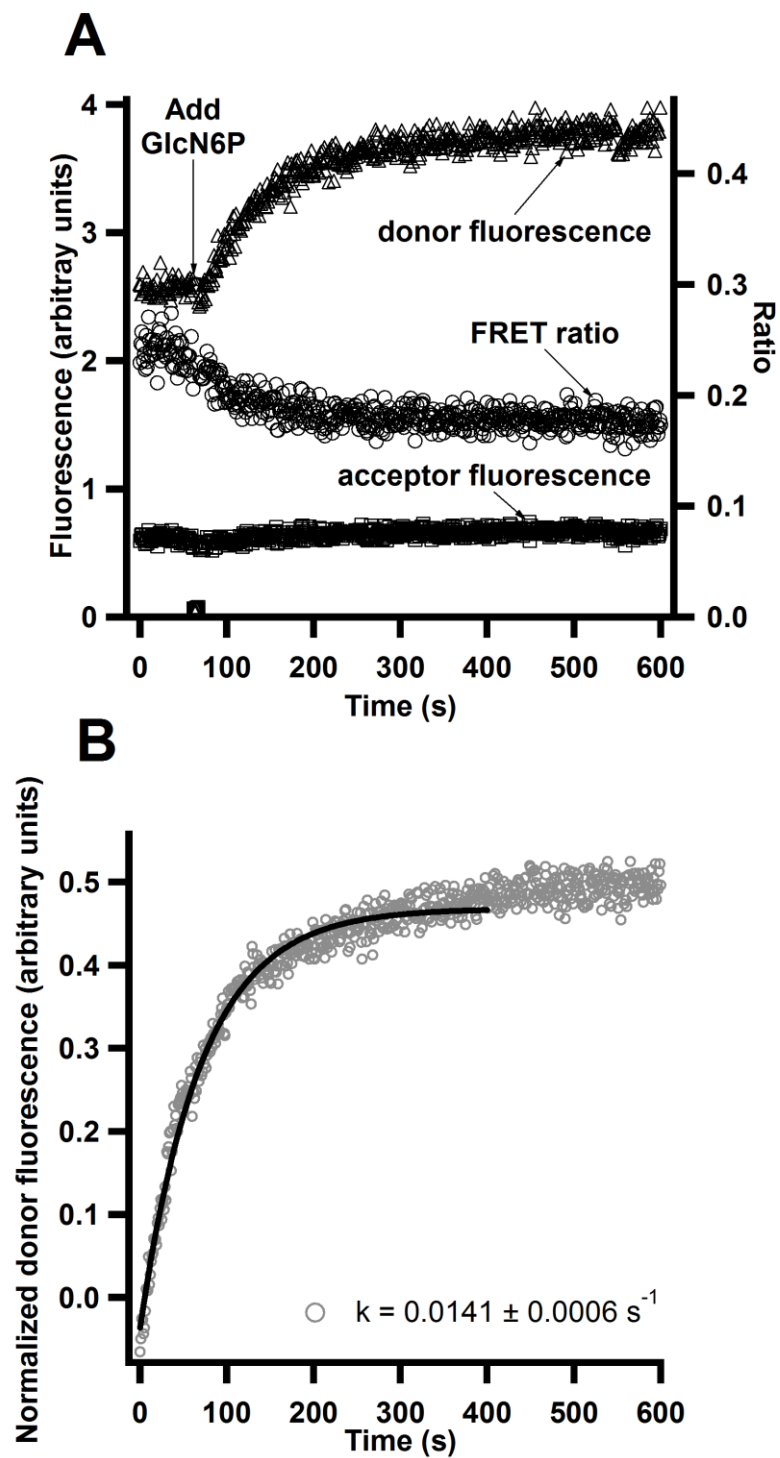 A
Add
GlcN6P
4
3
2
1
0
Fluorescence (arbitray units)
0.4
0.3
0.2
0.1
0.0
Ratio
donor fluorescence
FRET ratio
acceptor fluorescence
0 100 200 300 400 500 600
Time (s)
B
0.5
0.4
0.3
0.2
0.1
0.0
Normalized donor fluorescence (arbitrary units)
k = 0.0141 ± 0.0006 s⁻¹
0 100 200 300 400 500 600
Time (s)